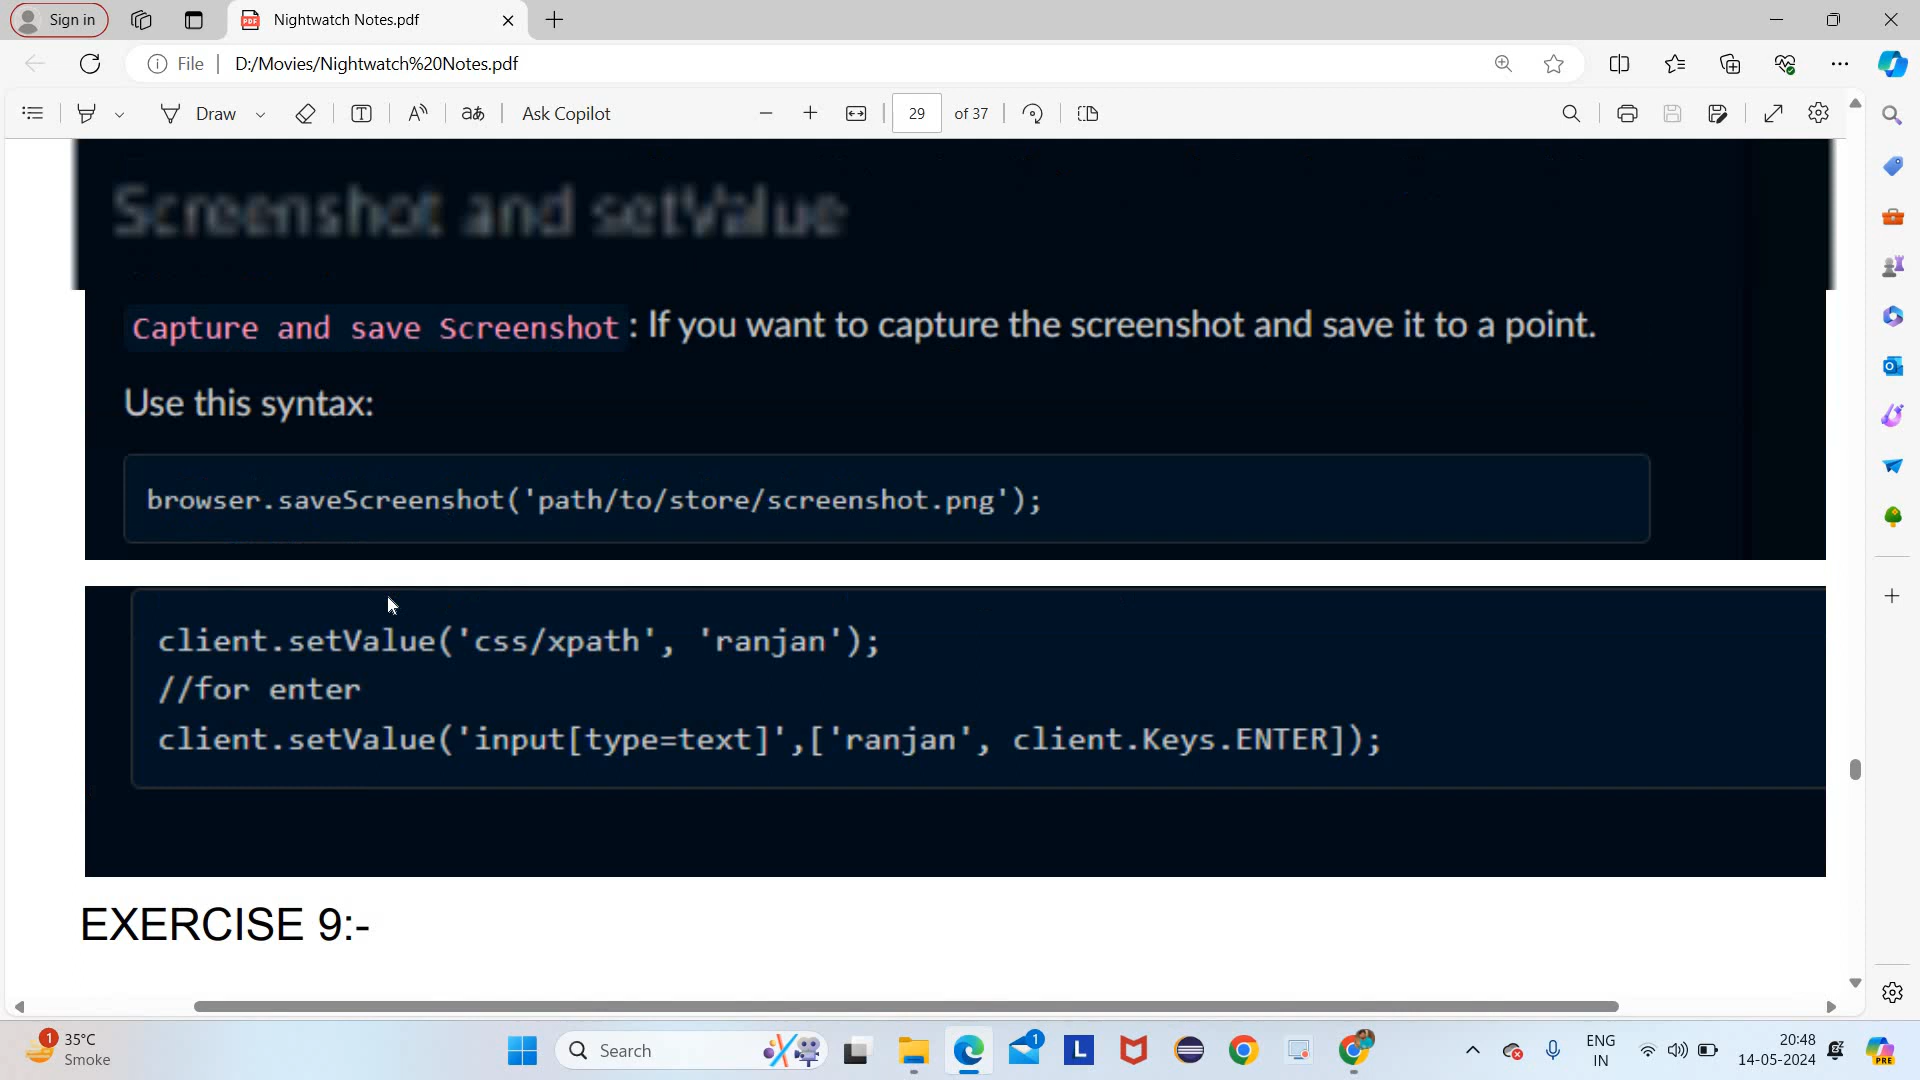 Sign in
Nightwatch Notes.pdf
File
D:/Movies/Nightwatch%20Notes.pdf
Draw
Ask Copilot
29 of 37
Screenshot and setValue
Capture and save Screenshot: If you want to capture the screenshot and save it to a point.
Use this syntax:
browser.saveScreenshot('path/to/store/screenshot.png');
client.setValue('css/xpath', 'ranjan');
//for enter
client.setValue('input[type=text]',['ranjan', client.Keys.ENTER]);
EXERCISE 9:-
1
35°C
Smoke
Search
1
L
ENG
IN
20:48
14-05-2024
PRE